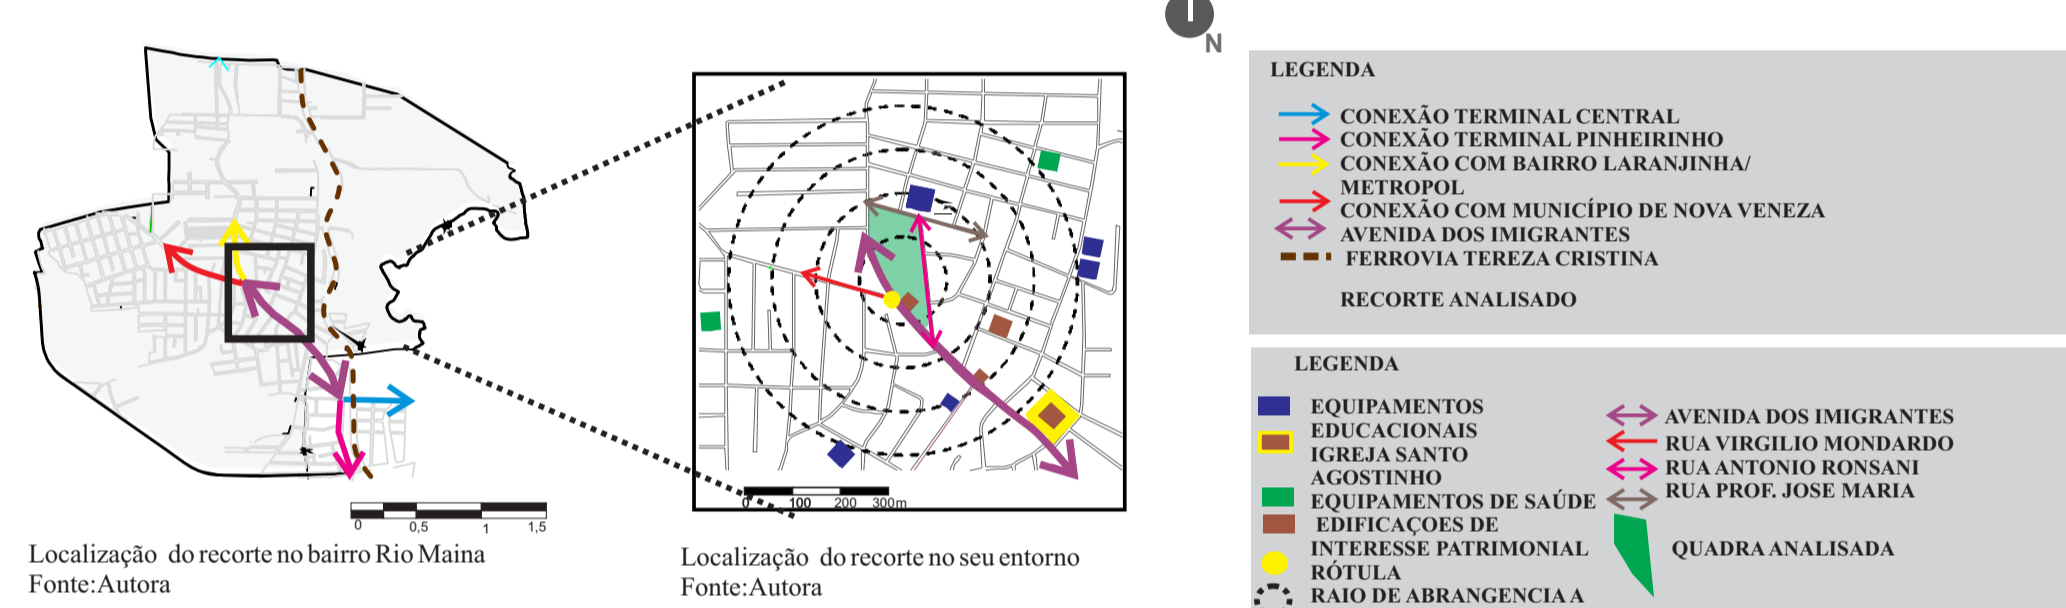 N
LEGENDA
CONEXÃO TERMINAL CENTRAL
CONEXÃO TERMINAL PINHEIRINHO
CONEXÃO COM BAIRRO LARANJINHA/
METROPOL
CONEXÃO COM MUNICÍPIO DE NOVA VENEZA
AVENIDA DOS IMIGRANTES
FERROVIA TEREZA CRISTINA
RECORTE ANALISADO
0 0,5 1 1,5
Localização do recorte no bairro Rio Maina
Fonte:Autora
0 100 200 300m
Localização do recorte no seu entorno
Fonte:Autora
LEGENDA
EQUIPAMENTOS
EDUCACIONAIS
IGREJA SANTO
AGOSTINHO
EQUIPAMENTOS DE SAÚDE
EDIFICAÇOES DE
INTERESSE PATRIMONIAL
RÓTULA
RAIO DE ABRANGENCIA A
AVENIDA DOS IMIGRANTES
RUA VIRGILIO MONDARDO
RUA ANTONIO RONSANI
RUA PROF. JOSE MARIA
QUADRA ANALISADA